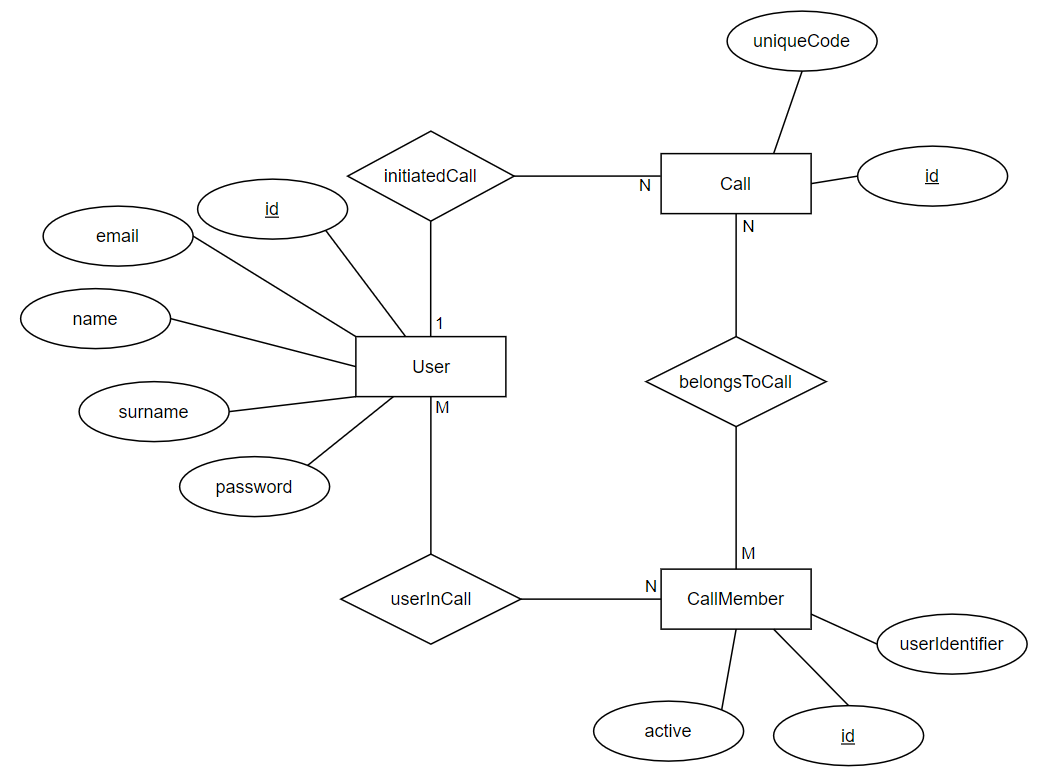 uniqueCode
initiatedCall
N
Call
id
id
email
N
name
1
User
surname
M
belongsToCall
password
M
userInCall
N
CallMember
userIdentifier
active
id